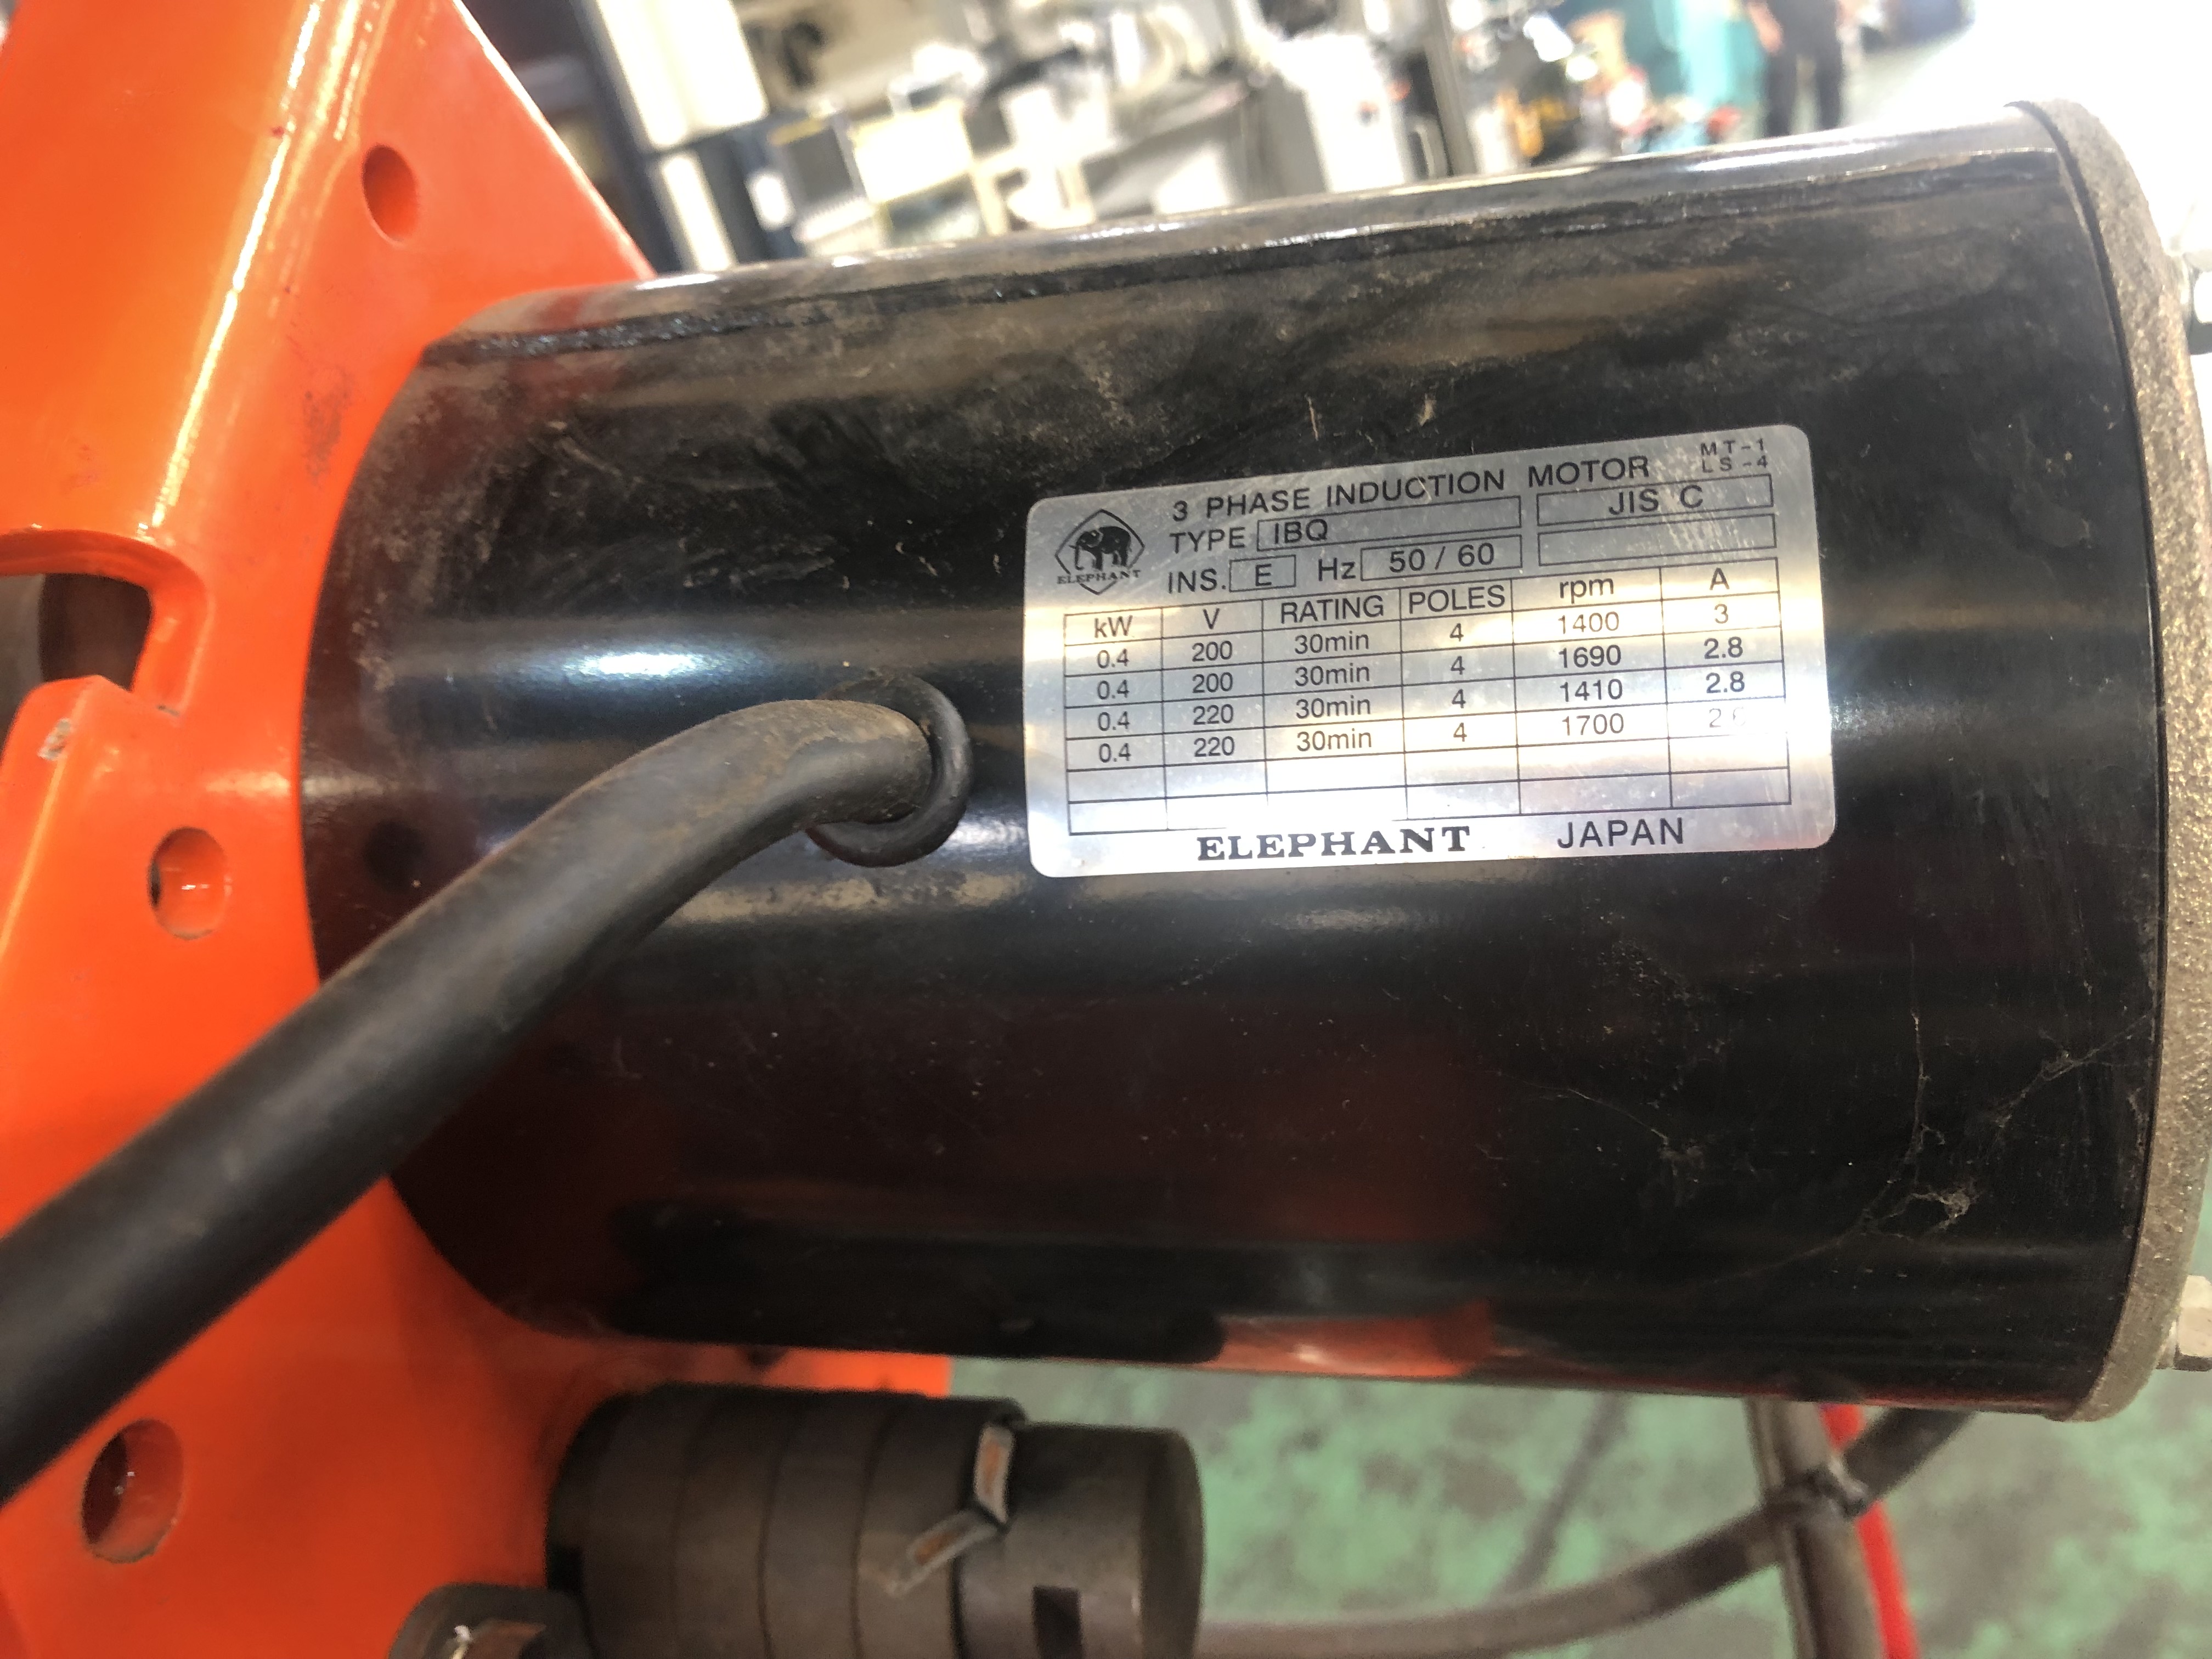 3 PHASE INDUCTION MOTOR MT-1
LS-4
ELEPHANT
TYPE IBQ JIS C
INS. E Hz 50 / 60
kW V RATING POLES rpm A
0.4 200 30min 4 1400 3
0.4 200 30min 4 1690 2.8
0.4 220 30min 4 1410 2.8
0.4 220 30min 4 1700
ELEPHANT JAPAN